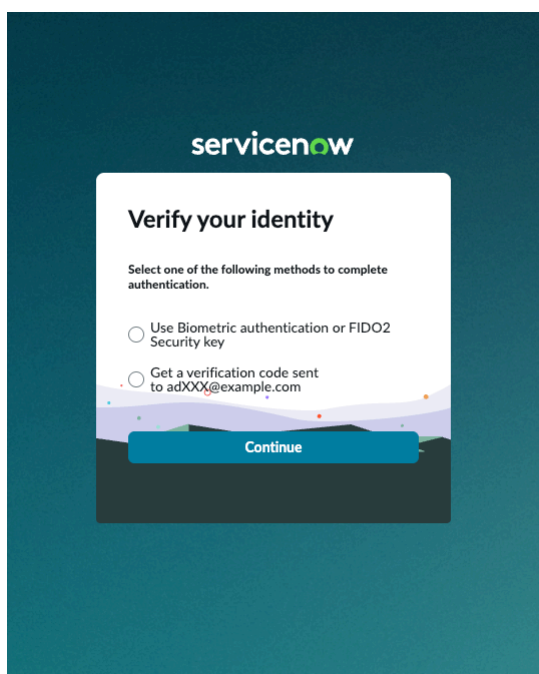 servicenow
Verify your identity
Select one of the following methods to complete
authentication.
Use Biometric authentication or FIDO2
Security key
Get a verification code sent
to adXXX@example.com
Continue